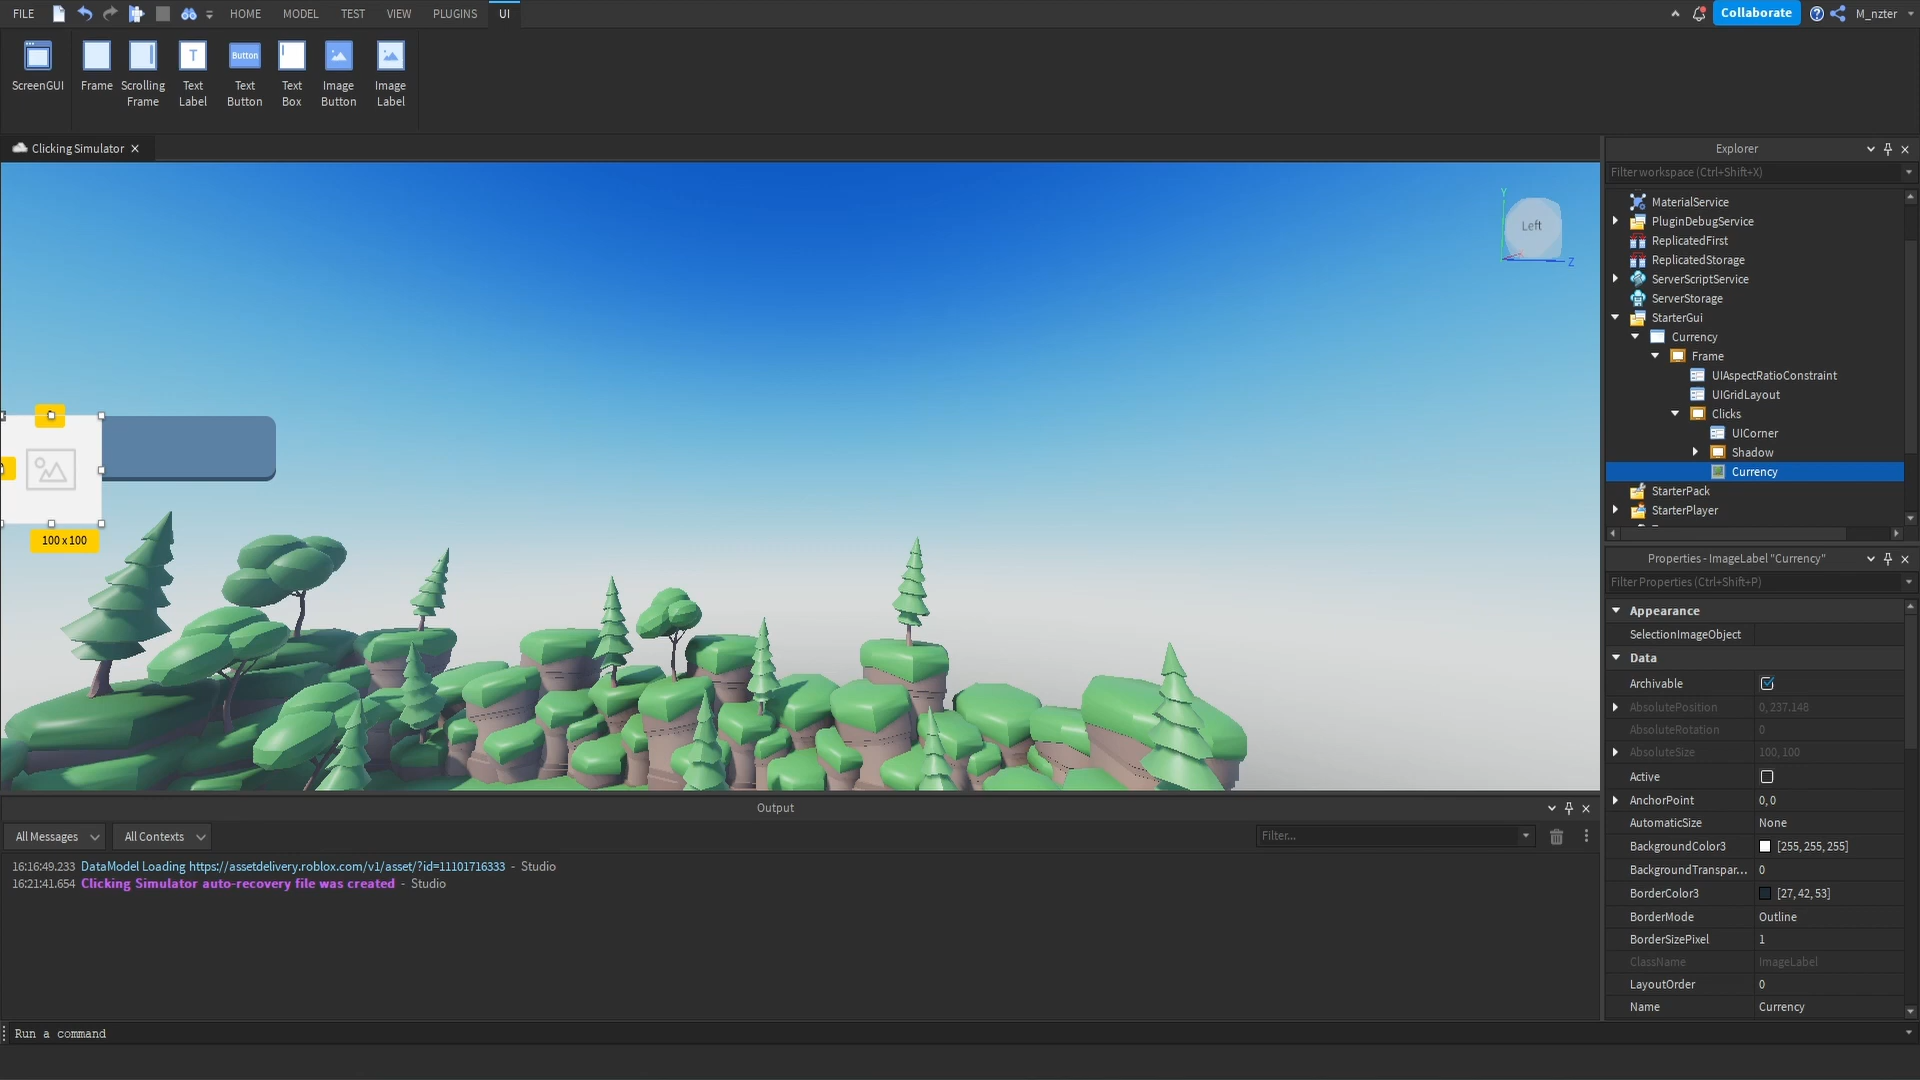 FILE HOME MODEL TEST VIEW PLUGINS UI Collaborate M_nzter
ScreenGUI Frame Scrolling Frame Text Label Button Text Button Text Box Image Button Image Label
Clicking Simulator
Left
Y
Z
100 x 100
Explorer
Filter workspace (Ctrl+Shift+X)
MaterialService
PluginDebugService
ReplicatedFirst
ReplicatedStorage
ServerScriptService
ServerStorage
StarterGui
Currency
Frame
UIAspectRatioConstraint
UIGridLayout
Clicks
UICorner
Shadow
Currency
StarterPack
StarterPlayer
Properties - ImageLabel "Currency"
Filter Properties (Ctrl+Shift+P)
Appearance
SelectionImageObject
Data
Archivable
AbsolutePosition 0, 237.148
AbsoluteRotation 0
AbsoluteSize 100, 100
Active
AnchorPoint 0, 0
AutomaticSize None
BackgroundColor3 [255, 255, 255]
BackgroundTranspar... 0
BorderColor3 [27, 42, 53]
BorderMode Outline
BorderSizePixel 1
ClassName ImageLabel
LayoutOrder 0
Name Currency
Output
All Messages All Contexts Filter...
16:16:49.233 DataModel Loading https://assetdelivery.roblox.com/v1/asset/?id=11101716333 - Studio
16:21:41.654 Clicking Simulator auto-recovery file was created - Studio
Run a command